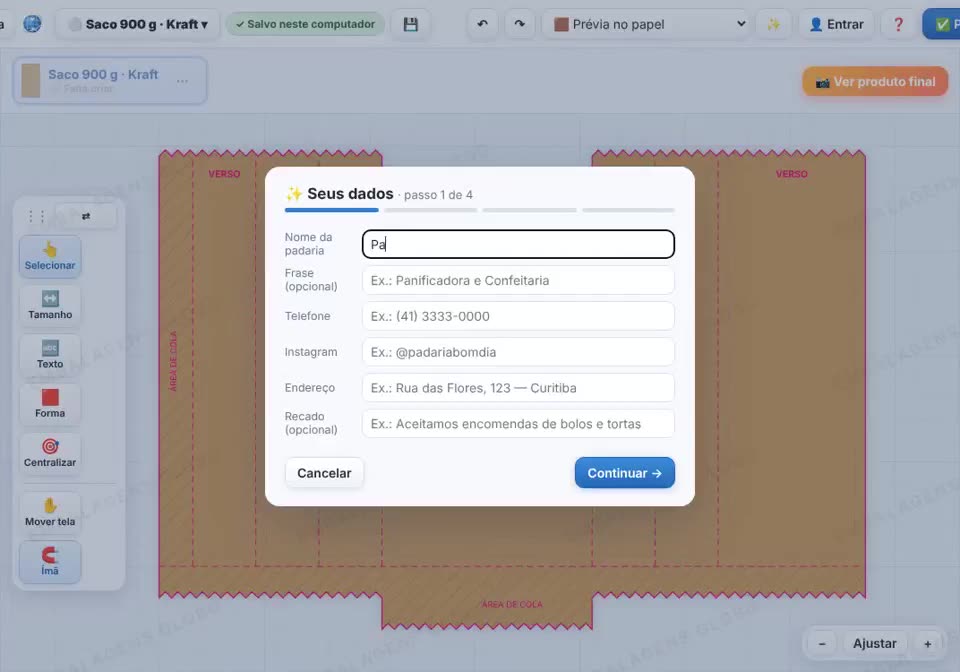 Saco 900 g · Kraft ▾
✓ Salvo neste computador
Prévia no papel
Entrar
?
Saco 900 g · Kraft
...
Ver produto final
VERSO
VERSO
Seus dados · passo 1 de 4
Nome da padaria
Pa
Frase (opcional)
Ex.: Panificadora e Confeitaria
Telefone
Ex.: (41) 3333-0000
Instagram
Ex.: @padariabomdia
Endereço
Ex.: Rua das Flores, 123 — Curitiba
Recado (opcional)
Ex.: Aceitamos encomendas de bolos e tortas
Cancelar
Continuar →
Selecionar
Tamanho
abc
Texto
Forma
Centralizar
Mover tela
Ímã
ÁREA DE COLA
ÁREA DE COLA
− Ajustar +